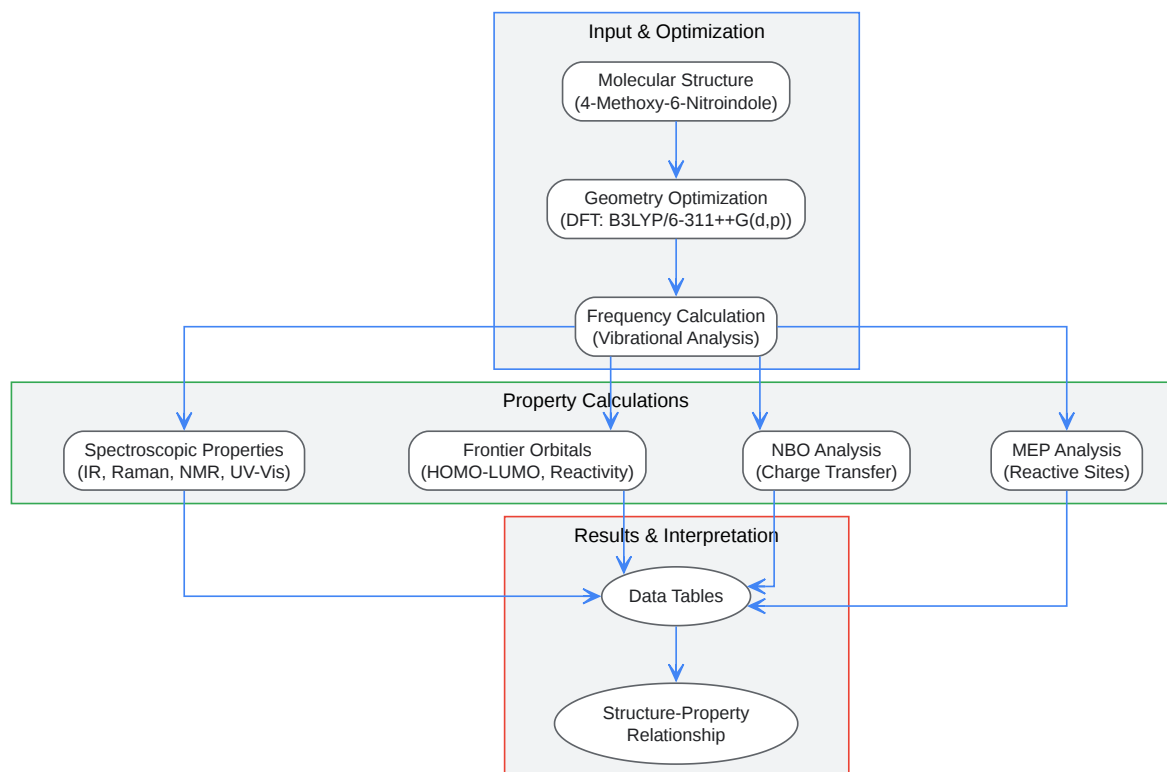 Input & Optimization
Molecular Structure
(4-Methoxy-6-Nitroindole)
Geometry Optimization
(DFT: B3LYP/6-311++G(d,p))
Frequency Calculation
(Vibrational Analysis)
Property Calculations
Spectroscopic Properties
(IR, Raman, NMR, UV-Vis)
Frontier Orbitals
(HOMO-LUMO, Reactivity)
NBO Analysis
(Charge Transfer)
MEP Analysis
(Reactive Sites)
Results & Interpretation
Data Tables
Structure-Property
Relationship